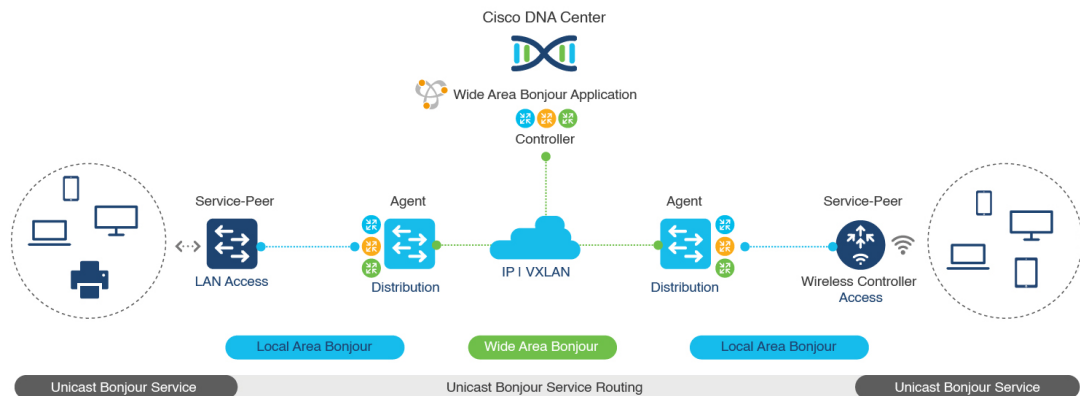 Cisco DNA Center
Wide Area Bonjour Application
Controller
Service-Peer
Agent
Agent
Service-Peer
LAN Access
Distribution
IP | VXLAN
Distribution
Wireless Controller
Access
Local Area Bonjour
Wide Area Bonjour
Local Area Bonjour
Unicast Bonjour Service
Unicast Bonjour Service Routing
Unicast Bonjour Service